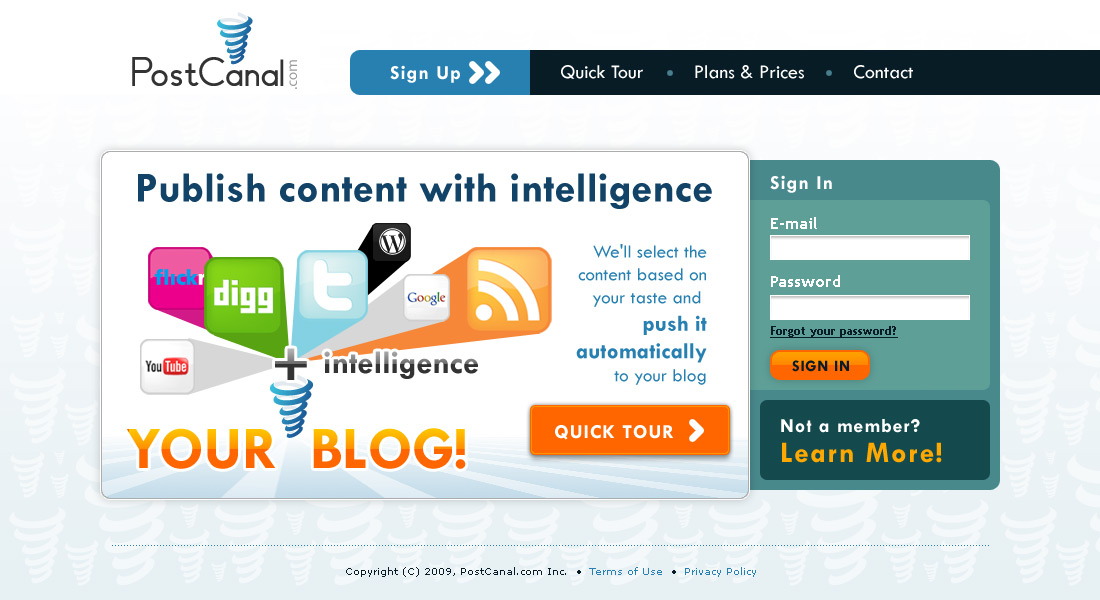 PostCanal.com
Sign Up
Quick Tour • Plans & Prices • Contact
Publish content with intelligence
flickr
digg
t
W
Google
You Tube
+ intelligence
YOUR BLOG!
We'll select the
content based on
your taste and
push it
automatically
to your blog
QUICK TOUR
Sign In
E-mail
Password
Forgot your password?
SIGN IN
Not a member?
Learn More!
Copyright (C) 2009, PostCanal.com Inc. • Terms of Use • Privacy Policy